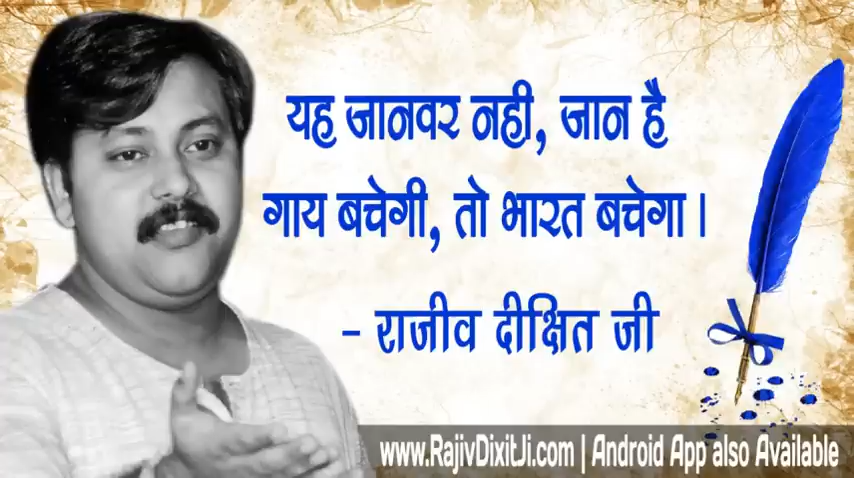 यह जानवर नही, जान है
गाय बचेगी, तो भारत बचेगा।
- राजीव दीक्षित जी
www.RajivDixitJi.com | Android App also Available